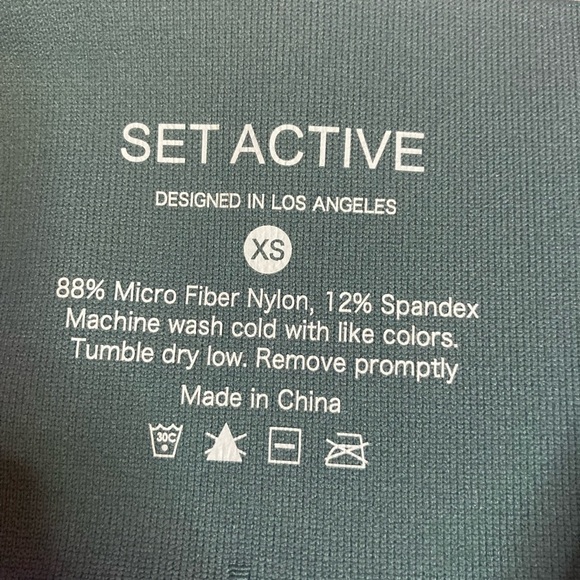 SET ACTIVE
DESIGNED IN LOS ANGELES
XS
88% Micro Fiber Nylon, 12% Spandex
Machine wash cold with like colors.
Tumble dry low. Remove promptly
Made in China
30C